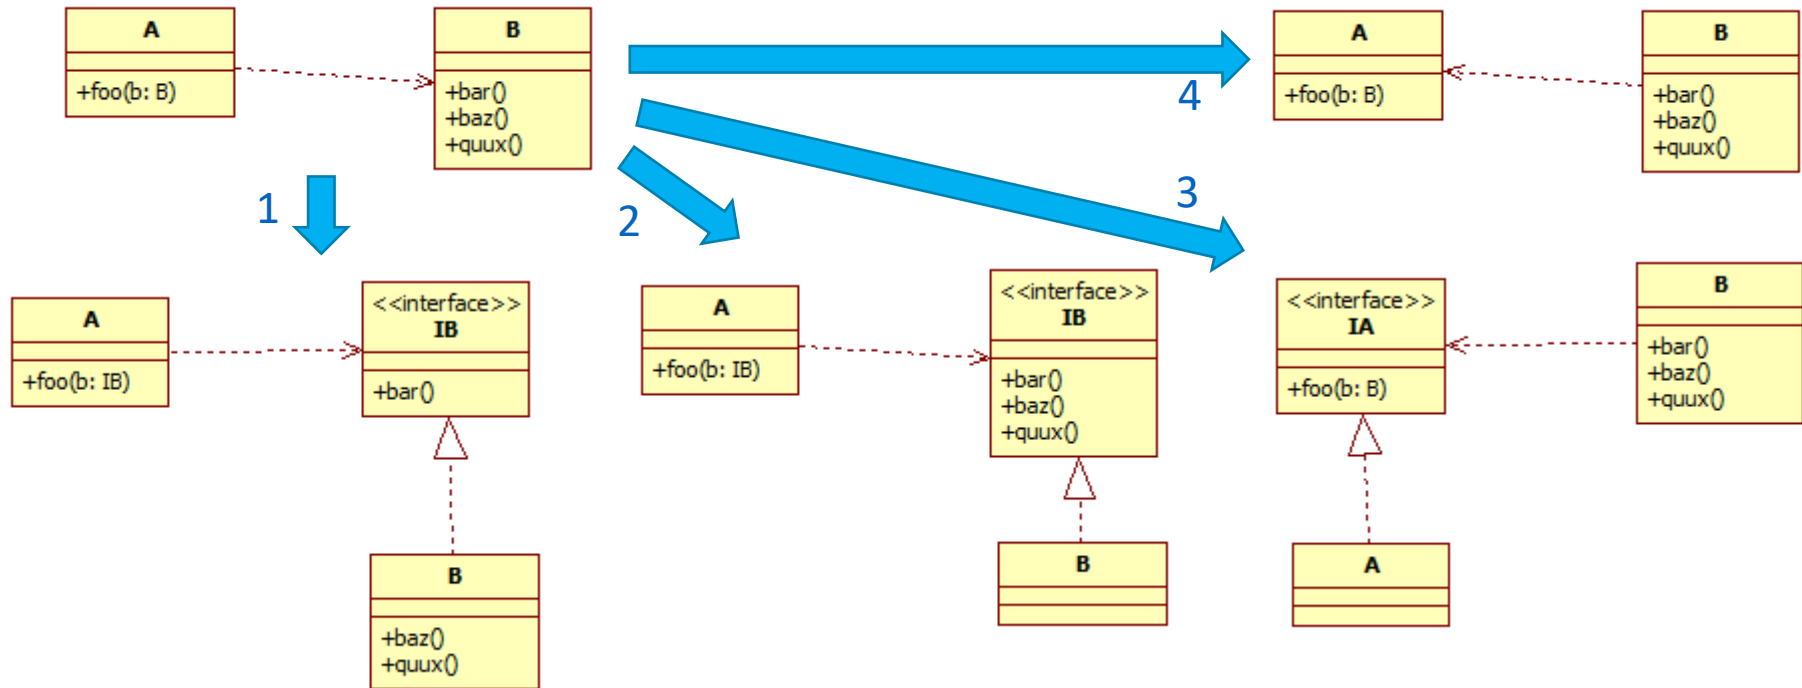 A
+foo(b: B)
B
+bar()
+baz()
+quux()
4
A
+foo(b: B)
B
+bar()
+baz()
+quux()
1
2
3
A
+foo(b: IB)
<<interface>>
IB
+bar()
B
+baz()
+quux()
A
+foo(b: IB)
<<interface>>
IB
+bar()
+baz()
+quux()
B
<<interface>>
IA
+foo(b: B)
B
+bar()
+baz()
+quux()
A